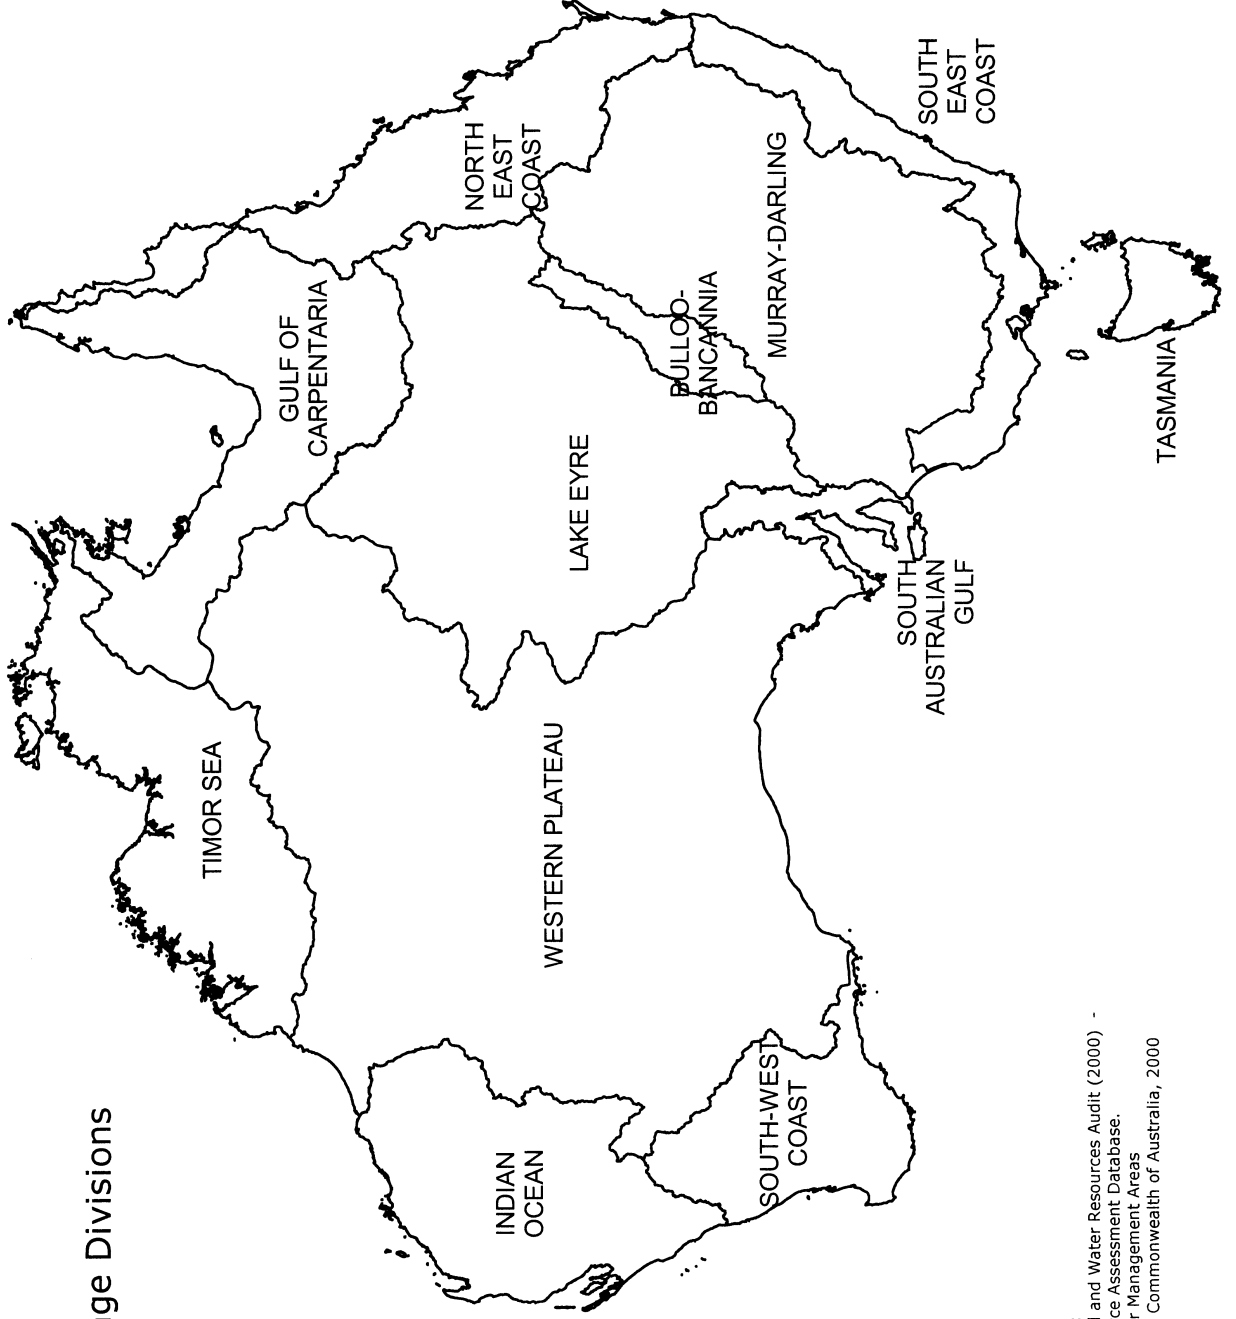 ge Divisions
TIMOR SEA
GULF OF
CARPENTARIA
NORTH
EAST
COAST
WESTERN PLATEAU
LAKE EYRE
BULLOO-
BANCANNIA
INDIAN
OCEAN
MURRAY-DARLING
SOUTH-WEST
COAST
SOUTH
AUSTRALIAN
GULF
SOUTH
EAST
COAST
TASMANIA
and Water Resources Audit (2000) -
ce Assessment Database.
r Management Areas
Commonwealth of Australia, 2000